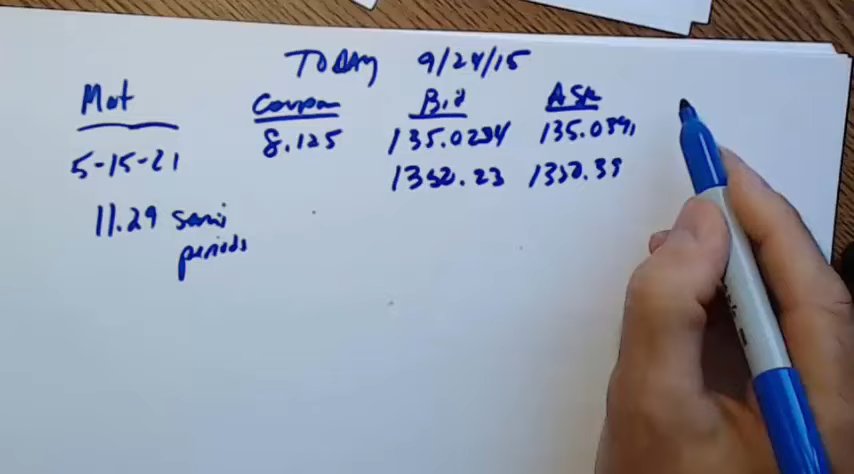 TODAY 9/24/15
Mat Coupon Bid ASK
5-15-21 8.125 135.0234 135.0391
11.29 semi periods 1350.23 1350.39